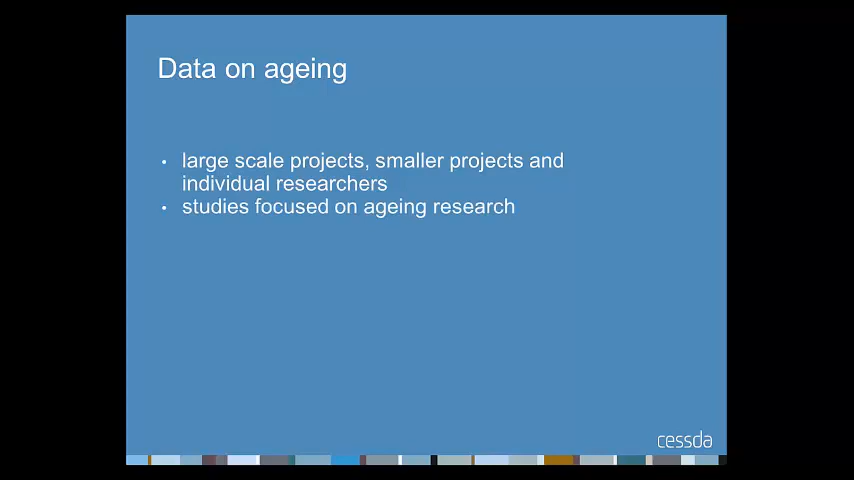 Data on ageing
• large scale projects, smaller projects and
individual researchers
• studies focused on ageing research
cessda